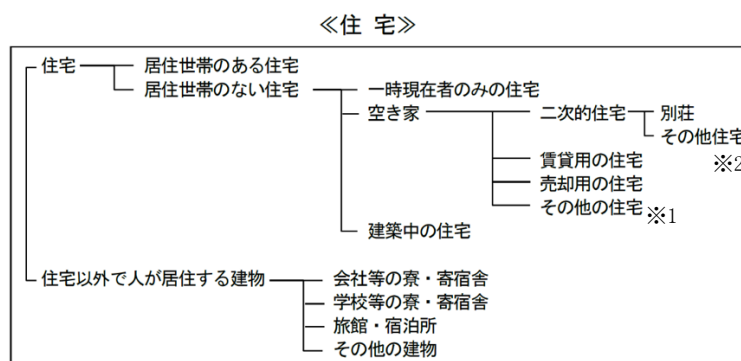 ≪住 宅≫
住宅 居住世帯のある住宅
居住世帯のない住宅 一時現在者のみの住宅
空き家 二次的住宅 別荘
その他住宅
※2
賃貸用の住宅
売却用の住宅
その他の住宅 ※1
建築中の住宅
住宅以外で人が居住する建物 会社等の寮・寄宿舎
学校等の寮・寄宿舎
旅館・宿泊所
その他の建物